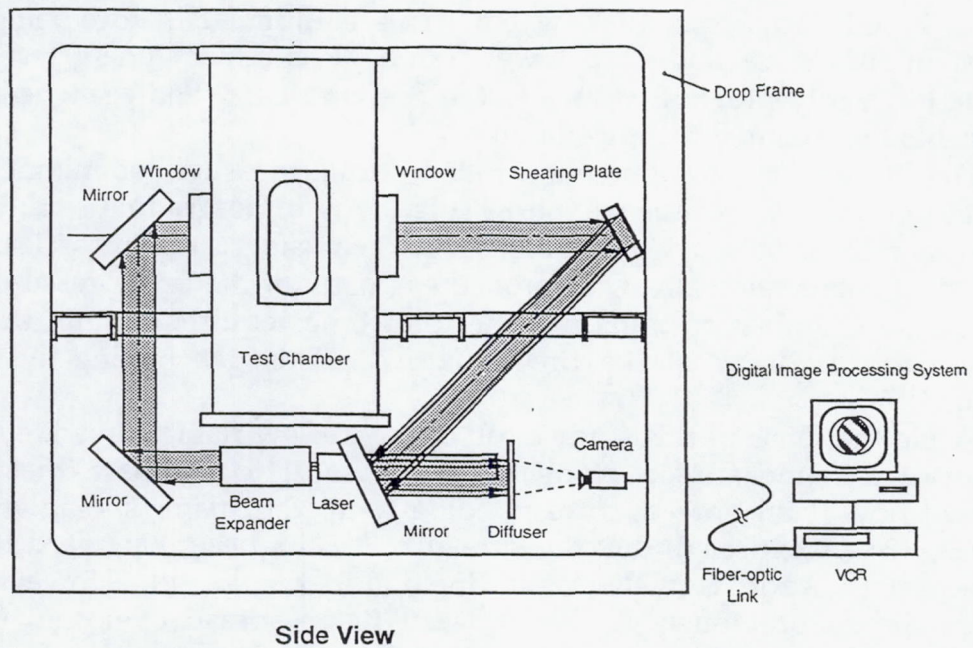 Drop Frame
Window
Window
Shearing Plate
Mirror
Test Chamber
Digital Image Processing System
Camera
Mirror
Beam
Expander
Laser
Mirror
Diffuser
Fiber-optic
Link
VCR
Side View